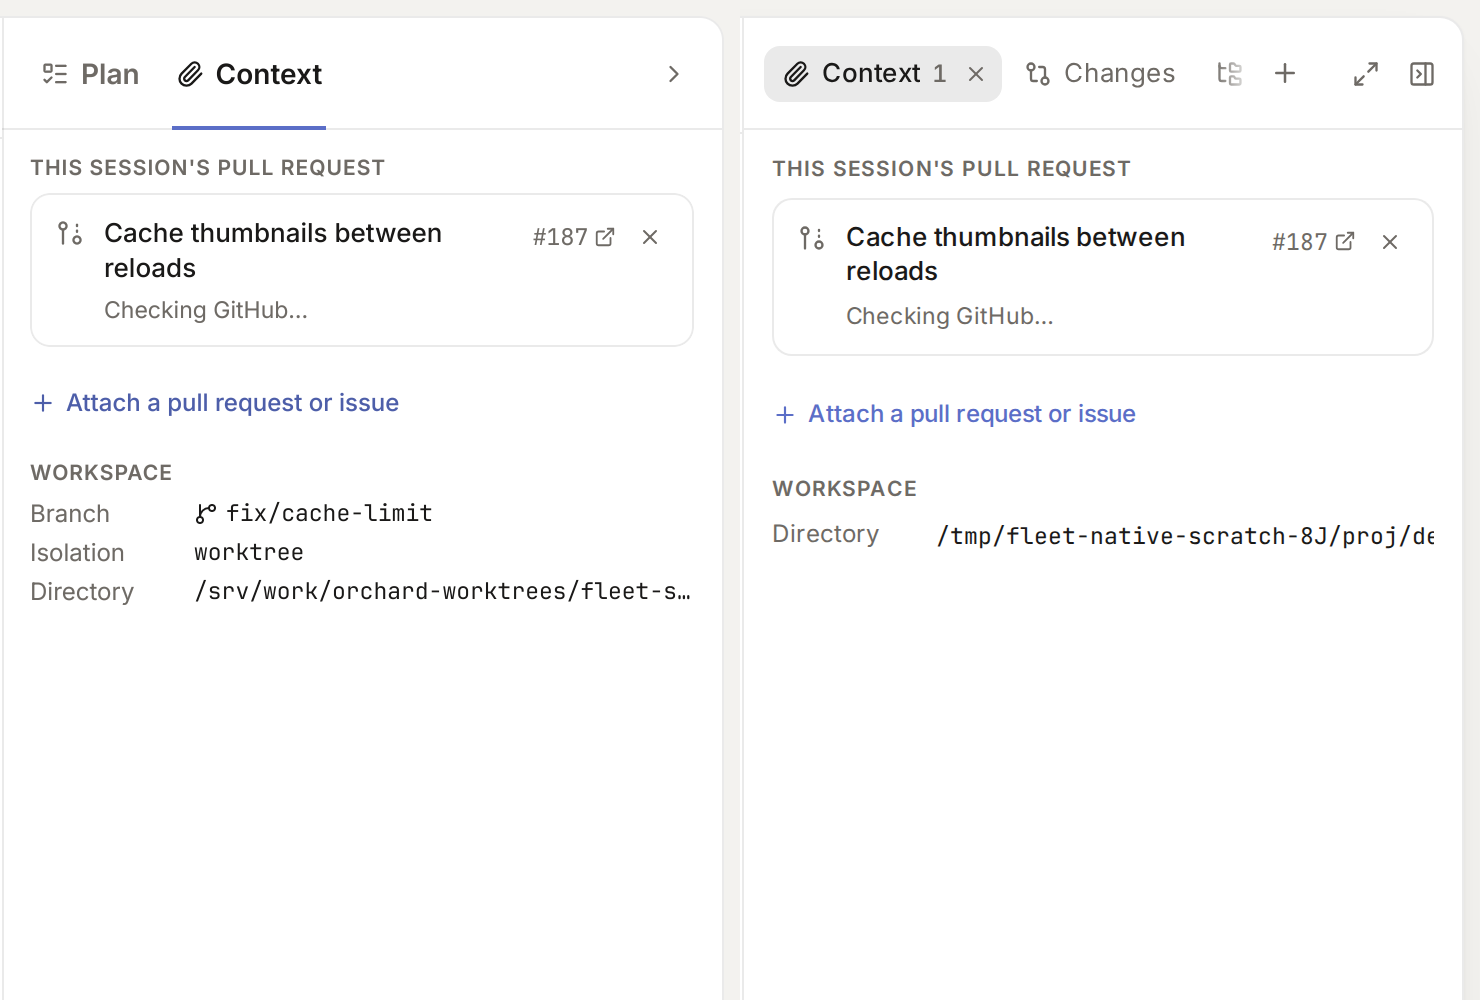 Plan
Context
THIS SESSION'S PULL REQUEST
Cache thumbnails between
reloads
#187
Checking GitHub...
Attach a pull request or issue
WORKSPACE
Branch fix/cache-limit
Isolation worktree
Directory /srv/work/orchard-worktrees/fleet-s…
Context 1
Changes
THIS SESSION'S PULL REQUEST
Cache thumbnails between
reloads
#187
Checking GitHub...
Attach a pull request or issue
WORKSPACE
Directory /tmp/fleet-native-scratch-8J/proj/de